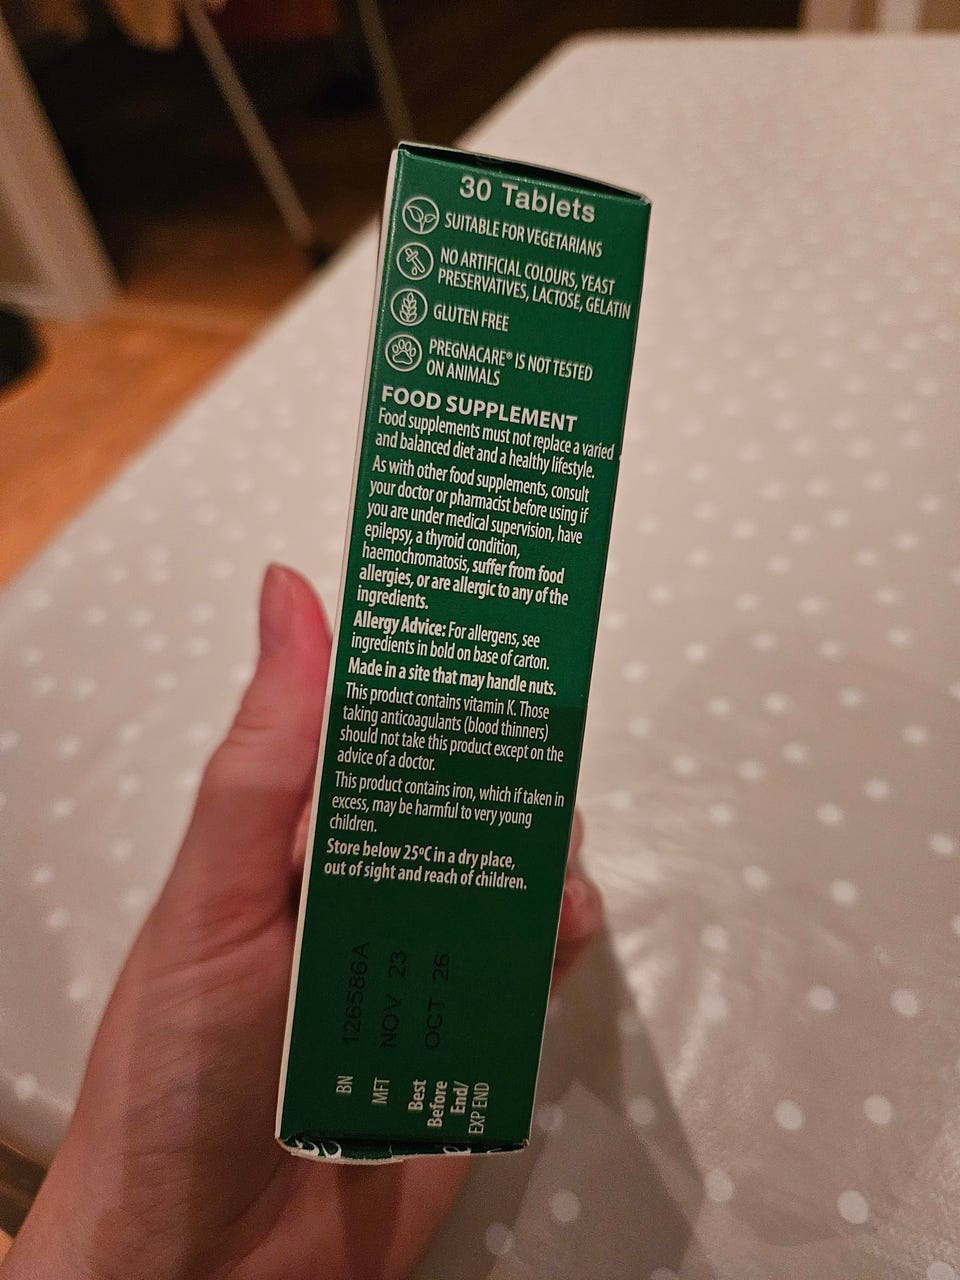 30 Tablets
SUITABLE FOR VEGETARIANS
NO ARTIFICIAL COLOURS, YEAST
PRESERVATIVES, LACTOSE, GELATIN
GLUTEN FREE
PREGNACARE® IS NOT TESTED
ON ANIMALS
FOOD SUPPLEMENT
Food supplements must not replace a varied
and balanced diet and a healthy lifestyle.
As with other food supplements, consult
your doctor or pharmacist before using if
you are under medical supervision, have
epilepsy, a thyroid condition,
haemochromatosis, suffer from food
allergies, or are allergic to any of the
ingredients.
Allergy Advice: For allergens, see
ingredients in bold on base of carton.
Made in a site that may handle nuts.
This product contains vitamin K. Those
taking anticoagulants (blood thinners)
should not take this product except on the
advice of a doctor.
This product contains iron, which if taken in
excess, may be harmful to very young
children.
Store below 25ºC in a dry place,
out of sight and reach of children.
BN 126586A
MFT NOV 23
Best
Before OCT 26
End/
EXP END